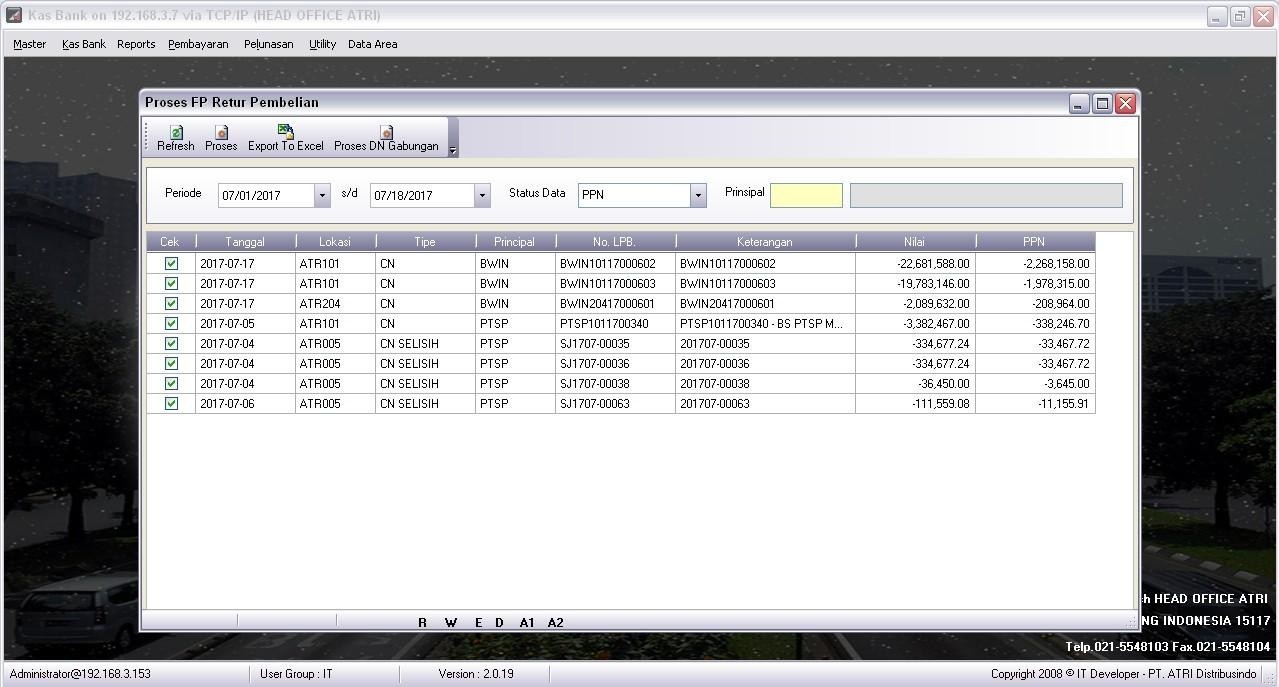 Kas Bank on 192.168.3.7 via TCP/IP (HEAD OFFICE ATRI)
Master Kas Bank Reports Pembayaran Pelunasan Utility Data Area
Proses FP Retur Pembelian
Refresh Proses Export To Excel Proses DN Gabungan
Periode 07/01/2017 s/d 07/18/2017 Status Data PPN Prinsipal
Cek Tanggal Lokasi Tipe Principal No. LPB. Keterangan Nilai PPN
2017-07-17 ATR101 CN BWIN BWIN10117000602 BWIN10117000602 -22,681,588.00 -2,268,158.00
2017-07-17 ATR101 CN BWIN BWIN10117000603 BWIN10117000603 -19,783,146.00 -1,978,315.00
2017-07-17 ATR204 CN BWIN BWIN20417000601 BWIN20417000601 -2,089,632.00 -208,964.00
2017-07-05 ATR101 CN PTSP PTSP1011700340 PTSP1011700340 - BS PTSP M... -3,382,467.00 -338,246.70
2017-07-04 ATR005 CN SELISIH PTSP SJ1707-00035 201707-00035 -334,677.24 -33,467.72
2017-07-04 ATR005 CN SELISIH PTSP SJ1707-00036 201707-00036 -334,677.24 -33,467.72
2017-07-04 ATR005 CN SELISIH PTSP SJ1707-00038 201707-00038 -36,450.00 -3,645.00
2017-07-06 ATR005 CN SELISIH PTSP SJ1707-00063 201707-00063 -111,559.08 -11,155.91
R W E D A1 A2
h HEAD OFFICE ATRI
NG INDONESIA 15117
Telp.021-5548103 Fax.021-5548104
Administrator@192.168.3.153 User Group : IT Version : 2.0.19 Copyright 2008 © IT Developer - PT. ATRI Distribusindo